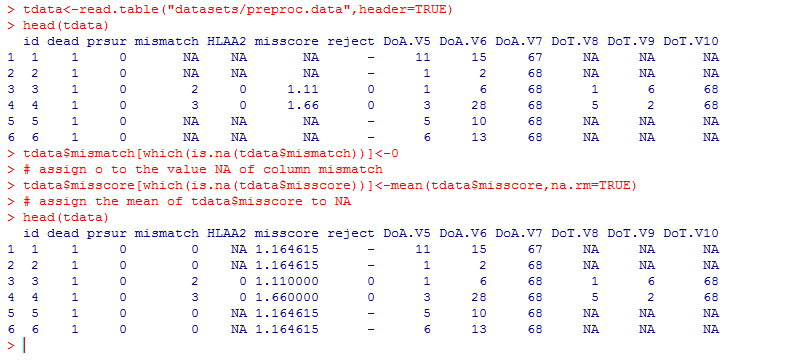 > tdata<-read.table("datasets/preproc.data",header=TRUE)
> head(tdata)
  id dead prsur mismatch HLAA2 misscore reject DoA.V5 DoA.V6 DoA.V7 DoT.V8 DoT.V9 DoT.V10
1  1    1     0       NA    NA       NA      -     11     15     67     NA     NA      NA
2  2    1     0       NA    NA       NA      -      1      2     68     NA     NA      NA
3  3    1     0        2     0     1.11      0      1      6     68      1      6      68
4  4    1     0        3     0     1.66      0      3     28     68      5      2      68
5  5    1     0       NA    NA       NA      -      5     10     68     NA     NA      NA
6  6    1     0       NA    NA       NA      -      6     13     68     NA     NA      NA
> tdata$mismatch[which(is.na(tdata$mismatch))]<-0
> # assign o to the value NA of column mismatch
> tdata$misscore[which(is.na(tdata$misscore))]<-mean(tdata$misscore,na.rm=TRUE)
> # assign the mean of tdata$misscore to NA
> head(tdata)
  id dead prsur mismatch HLAA2 misscore reject DoA.V5 DoA.V6 DoA.V7 DoT.V8 DoT.V9 DoT.V10
1  1    1     0        0    NA 1.164615      -     11     15     67     NA     NA      NA
2  2    1     0        0    NA 1.164615      -      1      2     68     NA     NA      NA
3  3    1     0        2     0 1.110000      0      1      6     68      1      6      68
4  4    1     0        3     0 1.660000      0      3     28     68      5      2      68
5  5    1     0        0    NA 1.164615      -      5     10     68     NA     NA      NA
6  6    1     0        0    NA 1.164615      -      6     13     68     NA     NA      NA
>